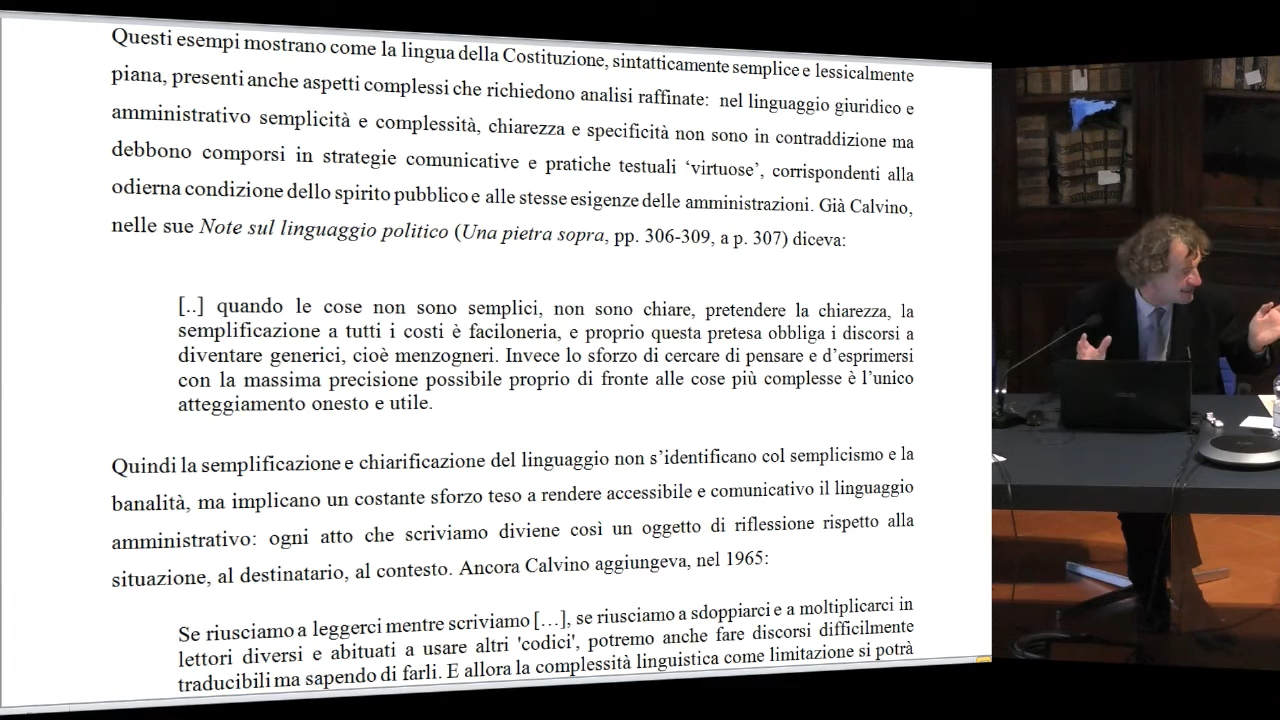 Questi esempi mostrano come la lingua della Costituzione, sintatticamente semplice e lessicalmente
piana, presenti anche aspetti complessi che richiedono analisi raffinate: nel linguaggio giuridico e
amministrativo semplicità e complessità, chiarezza e specificità non sono in contraddizione ma
debbono comporsi in strategie comunicative e pratiche testuali ‘virtuose’, corrispondenti alla
odierna condizione dello spirito pubblico e alle stesse esigenze delle amministrazioni. Già Calvino,
nelle sue Note sul linguaggio politico (Una pietra sopra, pp. 306-309, a p. 307) diceva:
[..] quando le cose non sono semplici, non sono chiare, pretendere la chiarezza, la
semplificazione a tutti i costi è faciloneria, e proprio questa pretesa obbliga i discorsi a
diventare generici, cioè menzogneri. Invece lo sforzo di cercare di pensare e d’esprimersi
con la massima precisione possibile proprio di fronte alle cose più complesse è l’unico
atteggiamento onesto e utile.
Quindi la semplificazione e chiarificazione del linguaggio non s’identificano col semplicismo e la
banalità, ma implicano un costante sforzo teso a rendere accessibile e comunicativo il linguaggio
amministrativo: ogni atto che scriviamo diviene così un oggetto di riflessione rispetto alla
situazione, al destinatario, al contesto. Ancora Calvino aggiungeva, nel 1965:
Se riusciamo a leggerci mentre scriviamo […], se riusciamo a sdoppiarci e a moltiplicarci in
lettori diversi e abituati a usare altri 'codici', potremo anche fare discorsi difficilmente
traducibili ma sapendo di farli. E allora la complessità linguistica come limitazione si potrà